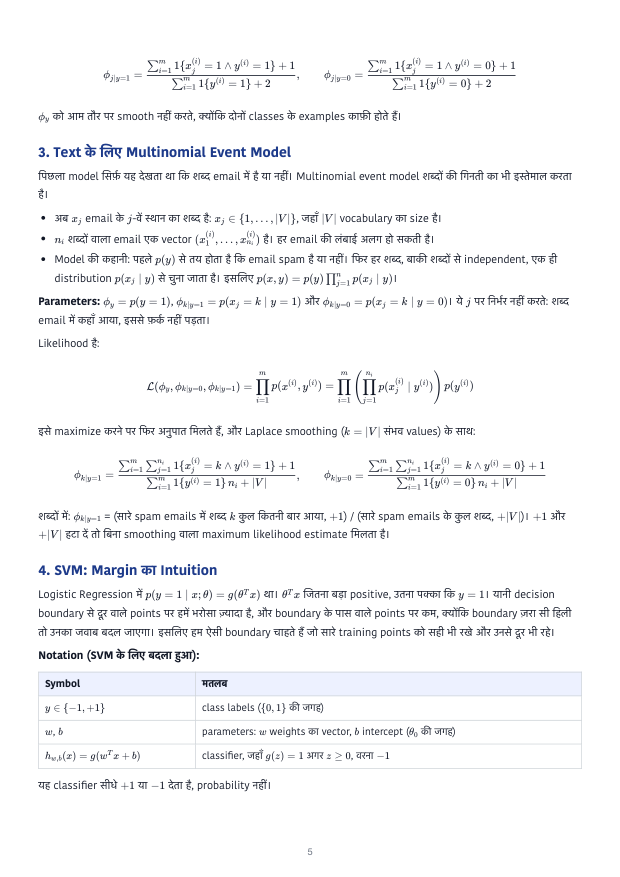 $\phi_{j|y=1} = \frac{\sum_{i=1}^{m} 1\{x_j^{(i)} = 1 \wedge y^{(i)} = 1\} + 1}{\sum_{i=1}^{m} 1\{y^{(i)} = 1\} + 2}, \qquad \phi_{j|y=0} = \frac{\sum_{i=1}^{m} 1\{x_j^{(i)} = 1 \wedge y^{(i)} = 0\} + 1}{\sum_{i=1}^{m} 1\{y^{(i)} = 0\} + 2}$
$\phi_y$ को आम तौर पर smooth नहीं करते, क्योंकि दोनों classes के examples काफ़ी होते हैं।
3. Text के लिए Multinomial Event Model
पिछला model सिर्फ़ यह देखता था कि शब्द email में है या नहीं। Multinomial event model शब्दों की गिनती का भी इस्तेमाल करता
है।
• अब $x_j$ email के $j$-वें स्थान का शब्द है: $x_j \in \{1, \ldots, |V|\}$, जहाँ $|V|$ vocabulary का size है।
• $n_i$ शब्दों वाला email एक vector $(x_1^{(i)}, \ldots, x_{n_i}^{(i)})$ है। हर email की लंबाई अलग हो सकती है।
• Model की कहानी: पहले $p(y)$ से तय होता है कि email spam है या नहीं। फिर हर शब्द, बाकी शब्दों से independent, एक ही
distribution $p(x_j \mid y)$ से चुना जाता है। इसलिए $p(x, y) = p(y) \prod_{j=1}^{n} p(x_j \mid y)$।
Parameters: $\phi_y = p(y = 1)$, $\phi_{k|y=1} = p(x_j = k \mid y = 1)$ और $\phi_{k|y=0} = p(x_j = k \mid y = 0)$। ये $j$ पर निर्भर नहीं करते: शब्द
email में कहाँ आया, इससे फ़र्क नहीं पड़ता।
Likelihood है:
$\mathcal{L}(\phi_y, \phi_{k|y=0}, \phi_{k|y=1}) = \prod_{i=1}^{m} p(x^{(i)}, y^{(i)}) = \prod_{i=1}^{m} \left( \prod_{j=1}^{n_i} p(x_j^{(i)} \mid y^{(i)}) \right) p(y^{(i)})$
इसे maximize करने पर फिर अनुपात मिलते हैं, और Laplace smoothing ($k = |V|$ संभव values) के साथ:
$\phi_{k|y=1} = \frac{\sum_{i=1}^{m} \sum_{j=1}^{n_i} 1\{x_j^{(i)} = k \wedge y^{(i)} = 1\} + 1}{\sum_{i=1}^{m} 1\{y^{(i)} = 1\} \, n_i + |V|}, \qquad \phi_{k|y=0} = \frac{\sum_{i=1}^{m} \sum_{j=1}^{n_i} 1\{x_j^{(i)} = k \wedge y^{(i)} = 0\} + 1}{\sum_{i=1}^{m} 1\{y^{(i)} = 0\} \, n_i + |V|}$
शब्दों में: $\phi_{k|y=1}$ = (सारे spam emails में शब्द $k$ कुल कितनी बार आया, $+1$) / (सारे spam emails के कुल शब्द, $+|V|$)। $+1$ और
$+|V|$ हटा दें तो बिना smoothing वाला maximum likelihood estimate मिलता है।
4. SVM: Margin का Intuition
Logistic Regression में $p(y = 1 \mid x; \theta) = g(\theta^T x)$ था। $\theta^T x$ जितना बड़ा positive, उतना पक्का कि $y = 1$। यानी decision
boundary से दूर वाले points पर हमें भरोसा ज़्यादा है, और boundary के पास वाले points पर कम, क्योंकि boundary ज़रा सी हिली
तो उनका जवाब बदल जाएगा। इसलिए हम ऐसी boundary चाहते हैं जो सारे training points को सही भी रखे और उनसे दूर भी रहे।
Notation (SVM के लिए बदला हुआ):
Symbol मतलब
$y \in \{-1, +1\}$ class labels ($\{0, 1\}$ की जगह)
$w$, $b$ parameters: $w$ weights का vector, $b$ intercept ($\theta_0$ की जगह)
$h_{w,b}(x) = g(w^T x + b)$ classifier, जहाँ $g(z) = 1$ अगर $z \geq 0$, वरना $-1$
यह classifier सीधे $+1$ या $-1$ देता है, probability नहीं।
5